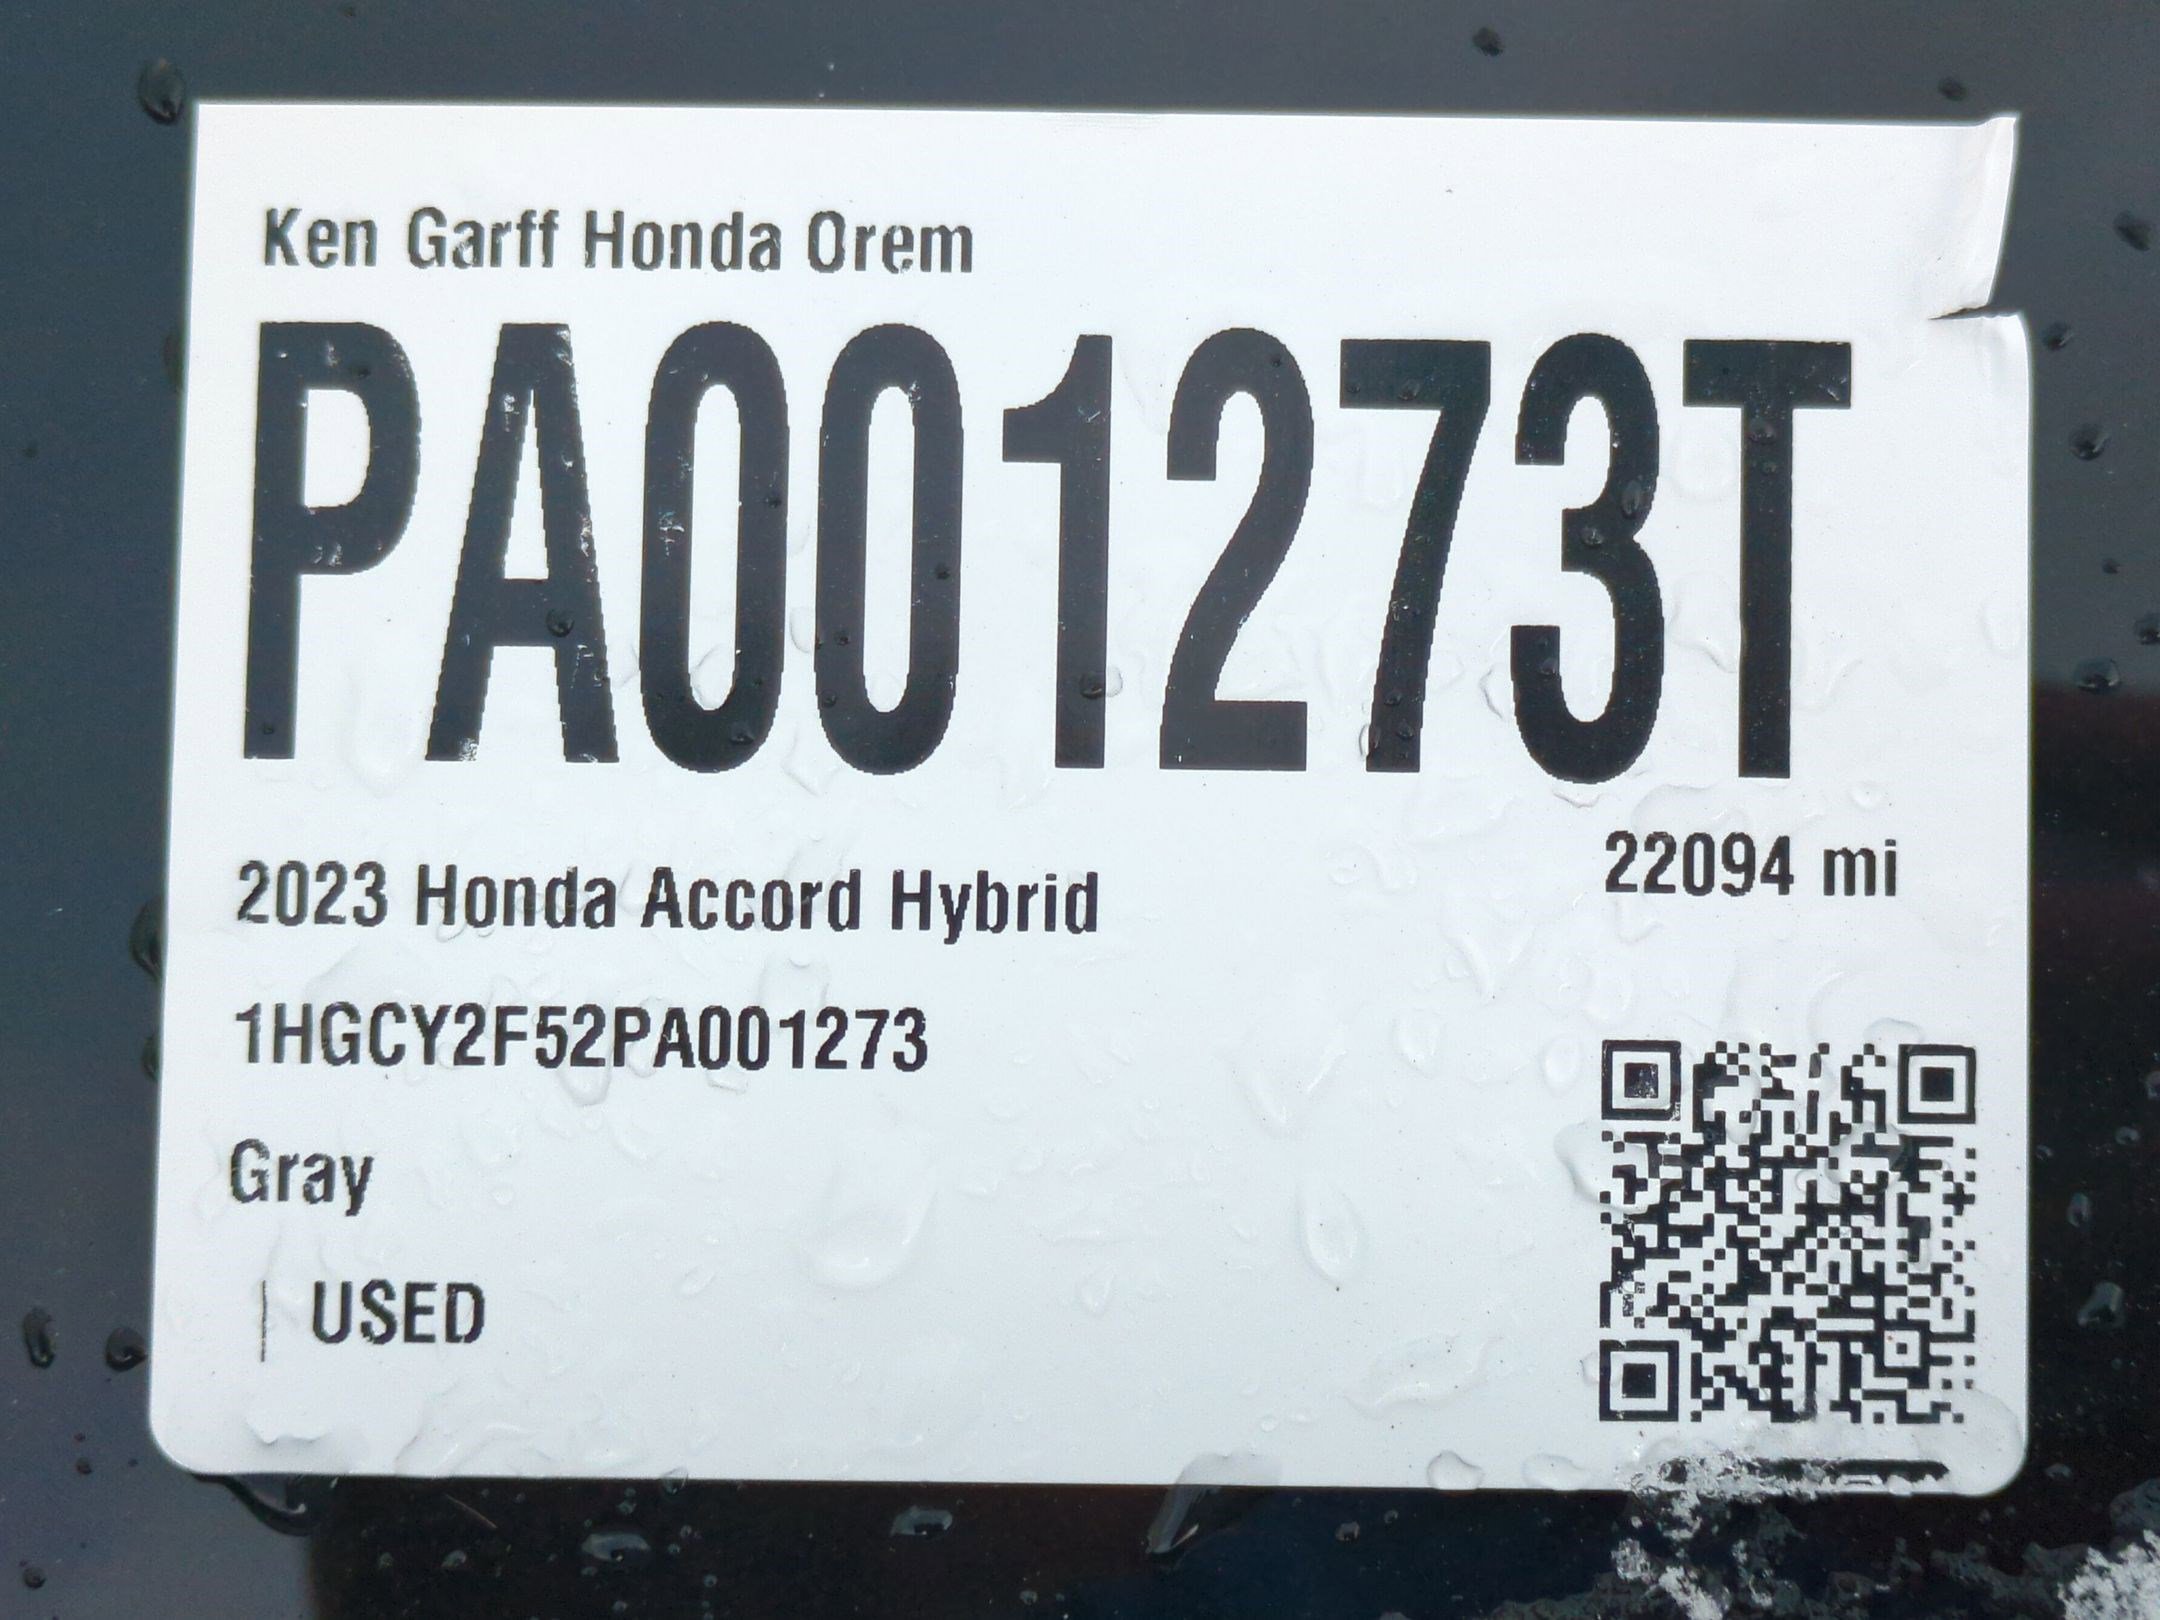 Ken Garff Honda Orem
PA001273T
2023 Honda Accord Hybrid
22094 mi
1HGCY2F52PA001273
Gray
| USED